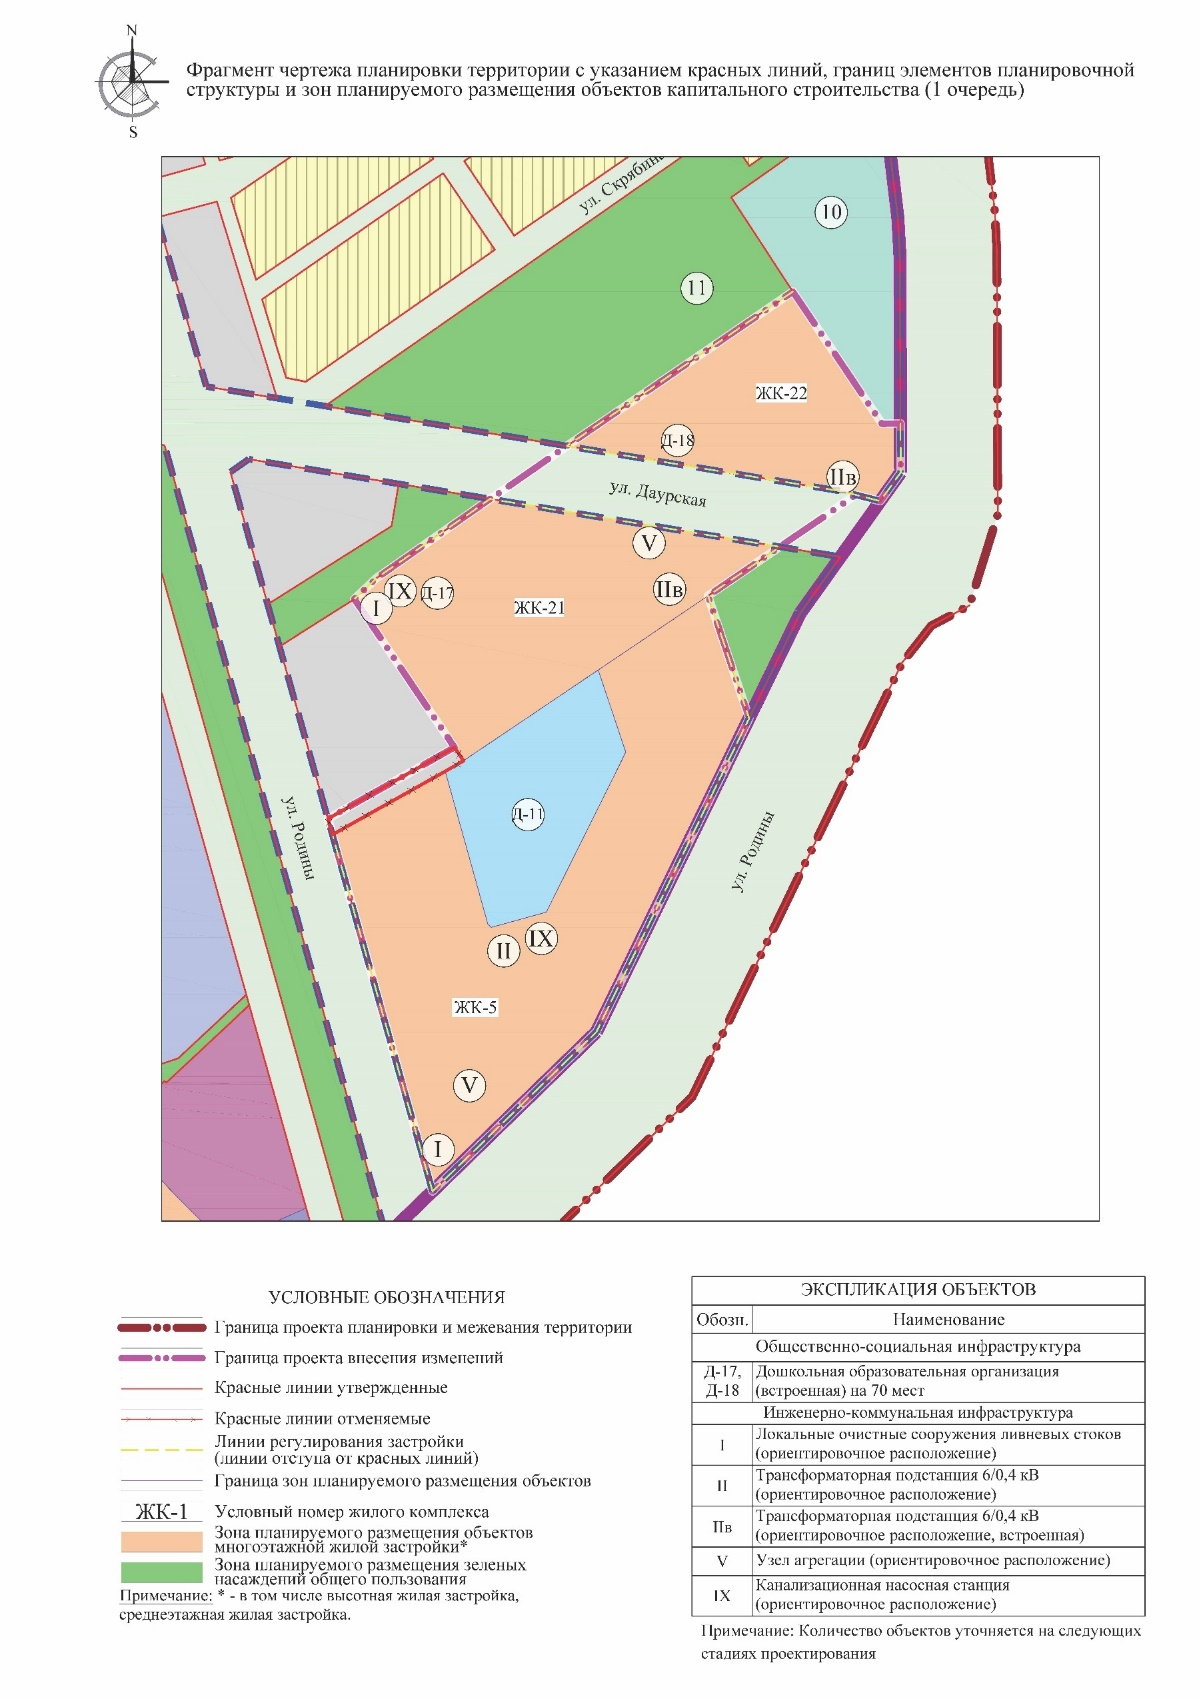 N
S
Фрагмент чертежа планировки территории с указанием красных линий, границ элементов планировочной
структуры и зон планируемого размещения объектов капитального строительства (1 очередь)
ул. Скрябина
10
11
ЖК-22
Д-18
IIв
ул. Даурская
V
IIв
IX
Д-17
I
ЖК-21
Д-11
ул. Родины
ул. Родины
II
IX
ЖК-5
V
I
УСЛОВНЫЕ ОБОЗНАЧЕНИЯ
Граница проекта планировки и межевания территории
Граница проекта внесения изменений
Красные линии утвержденные
Красные линии отменяемые
Линии регулирования застройки
(линии отступа от красных линий)
Граница зон планируемого размещения объектов
ЖК-1 Условный номер жилого комплекса
Зона планируемого размещения объектов
многоэтажной жилой застройки*
Зона планируемого размещения зеленых
насаждений общего пользования
Примечание: * - в том числе высотная жилая застройка,
среднеэтажная жилая застройка.
ЭКСПЛИКАЦИЯ ОБЪЕКТОВ
Обозн. Наименование
Общественно-социальная инфраструктура
Д-17, Дошкольная образовательная организация
Д-18 (встроенная) на 70 мест
Инженерно-коммунальная инфраструктура
I Локальные очистные сооружения ливневых стоков
(ориентировочное расположение)
II Трансформаторная подстанция 6/0,4 кВ
(ориентировочное расположение)
IIв Трансформаторная подстанция 6/0,4 кВ
(ориентировочное расположение, встроенная)
V Узел агрегации (ориентировочное расположение)
IX Канализационная насосная станция
(ориентировочное расположение)
Примечание: Количество объектов уточняется на следующих
стадиях проектирования